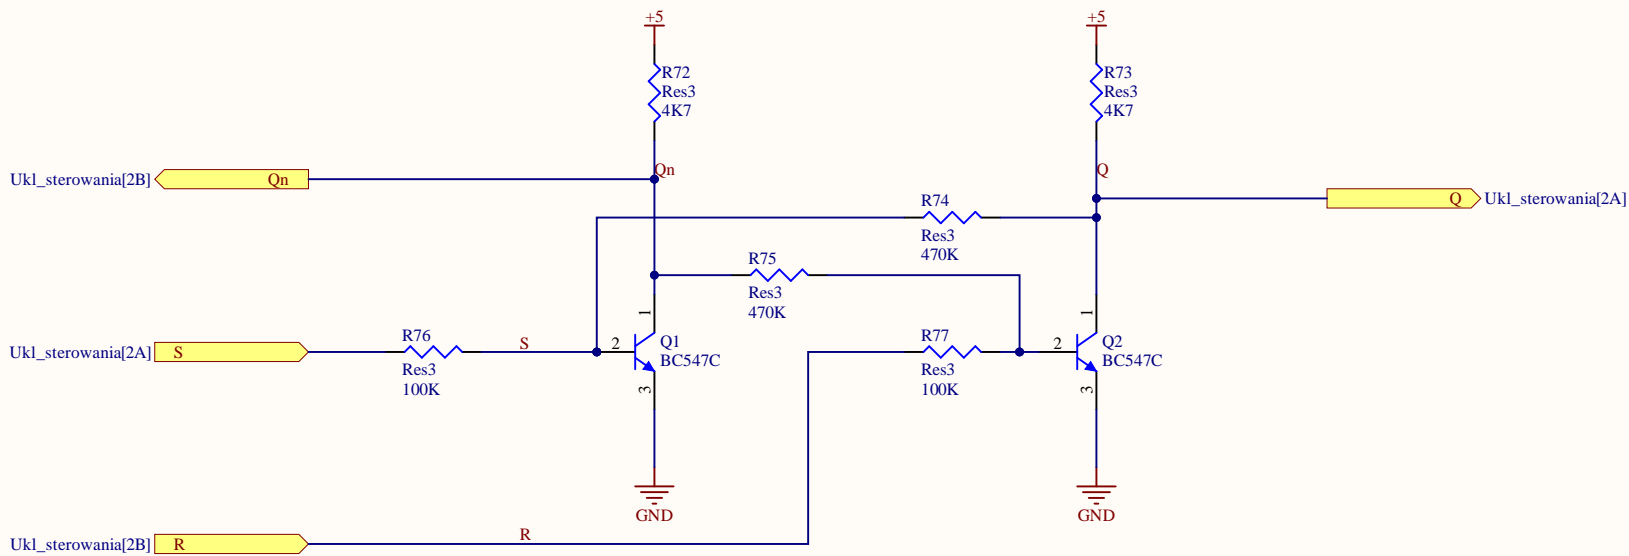 +5
+5
R72
Res3
4K7
R73
Res3
4K7
Ukl_sterowania[2B]
Qn
Qn
Q
Q
Ukl_sterowania[2A]
R74
Res3
470K
R75
Res3
470K
Ukl_sterowania[2A]
S
R76
Res3
100K
S
2
1
3
Q1
BC547C
R77
Res3
100K
2
1
3
Q2
BC547C
GND
GND
Ukl_sterowania[2B]
R
R